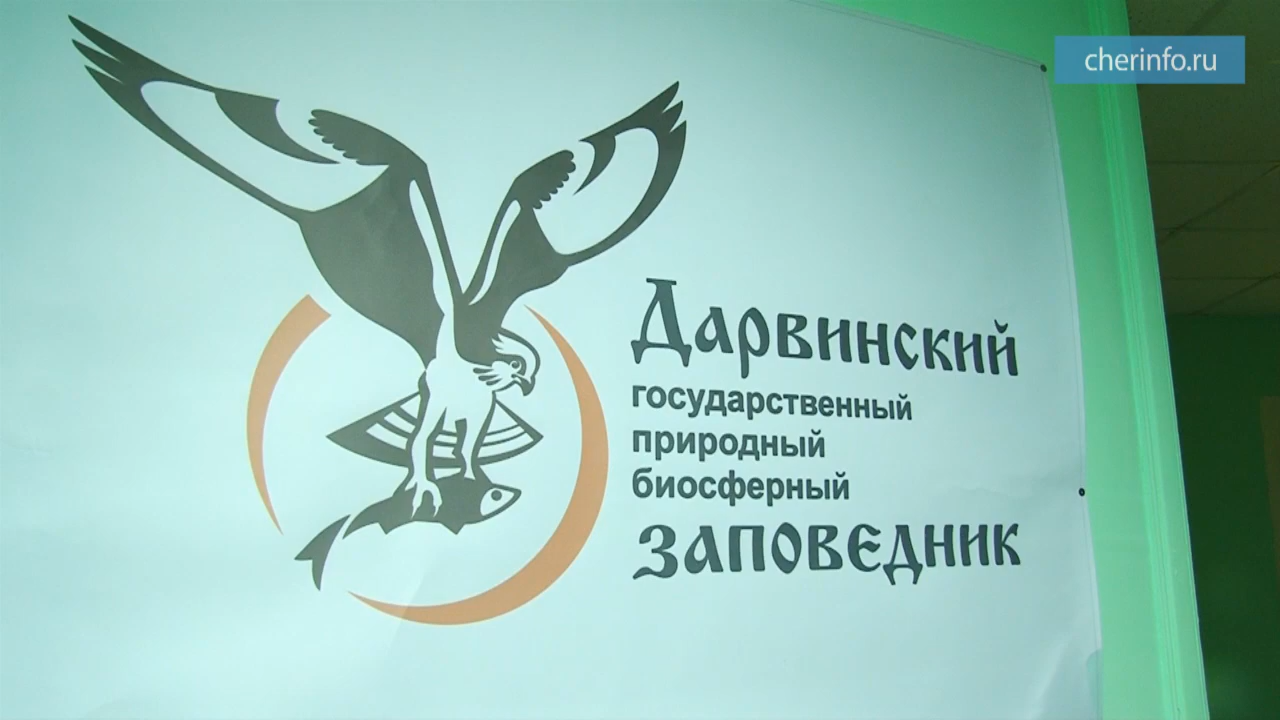 cherinfo.ru
Дарвинский
государственный
природный
биосферный
заповедник